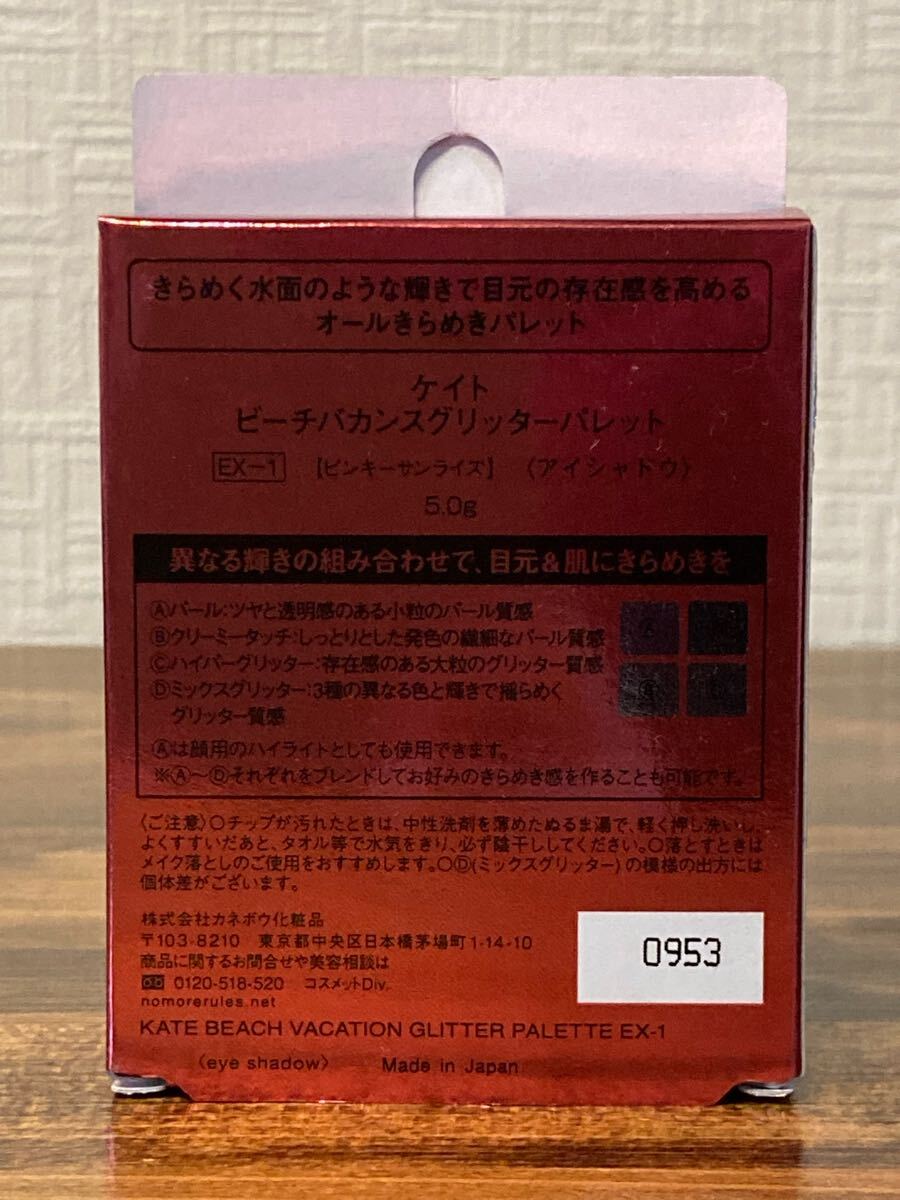 きらめく水面のような輝きで目元の存在感を高める
オールきらめきパレット
ケイト
ビーチバカンスグリッターパレット
EX-1 【ピンキーサンライズ】 〈アイシャドウ〉
5.0g
異なる輝きの組み合わせで、目元&肌にきらめきを
Ⓐパール:ツヤと透明感のある小粒のパール質感
Ⓑクリーミータッチ:しっとりとした発色の繊細なパール質感
Ⓒハイパーグリッター:存在感のある大粒のグリッター質感
Ⓓミックスグリッター:3種の異なる色と輝きで揺らめく
グリッター質感
Ⓐは顔用のハイライトとしても使用できます。
※Ⓐ〜Ⓓそれぞれをブレンドしてお好みのきらめき感を作ることも可能です。
〈ご注意〉○チップが汚れたときは、中性洗剤を薄めたぬるま湯で、軽く押し洗いし、
よくすすいだあと、タオル等で水気をきり、必ず陰干ししてください。○落とすときは
メイク落としのご使用をおすすめします。○Ⓓ(ミックスグリッター)の模様の出方には
個体差がございます。
株式会社カネボウ化粧品
〒103-8210 東京都中央区日本橋茅場町1-14-10
商品に関するお問合せや美容相談は
0120-518-520 コスメットDiv.
nomorerules.net
0953
KATE BEACH VACATION GLITTER PALETTE EX-1
〈eye shadow〉 Made in Japan